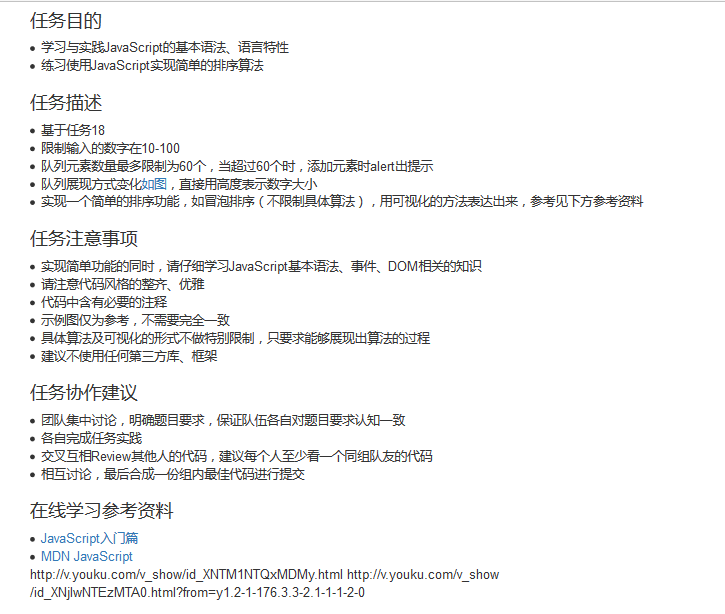 任务目的
学习与实践JavaScript的基本语法、语言特性
练习使用JavaScript实现简单的排序算法
任务描述
基于任务18
限制输入的数字在10-100
队列元素数量最多限制为60个，当超过60个时，添加元素时alert出提示
队列展现方式变化如图，直接用高度表示数字大小
实现一个简单的排序功能，如冒泡排序（不限制具体算法），用可视化的方法表达出来，参考见下方参考资料
任务注意事项
实现简单功能的同时，请仔细学习JavaScript基本语法、事件、DOM相关的知识
请注意代码风格的整齐、优雅
代码中含有必要的注释
示例图仅为参考，不需要完全一致
具体算法及可视化的形式不做特别限制，只要求能够展现出算法的过程
建议不使用任何第三方库、框架
任务协作建议
团队集中讨论，明确题目要求，保证队伍各自对题目要求认知一致
各自完成任务实践
交叉互相Review其他人的代码，建议每个人至少看一个同组队友的代码
相互讨论，最后合成一份组内最佳代码进行提交
在线学习参考资料
JavaScript入门篇
MDN JavaScript
http://v.youku.com/v_show/id_XNTM1NTQxMDMy.html http://v.youku.com/v_show
/id_XNjIwNTEzMTA0.html?from=y1.2-1-176.3.3-2.1-1-1-2-0